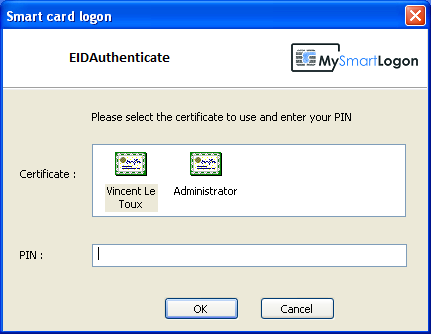 Smart card logon
EIDAuthenticate
MySmartLogon
Please select the certificate to use and enter your PIN
Certificate :
Vincent Le
Toux
Administrator
PIN :
OK
Cancel